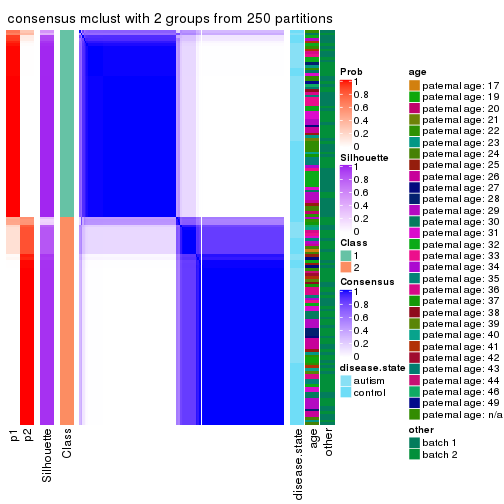 consensus mclust with 2 groups from 250 partitions
p1
p2
Silhouette
Class
disease.state
age
other
Prob
1
0.8
0.6
0.4
0.2
0
Silhouette
1
0.8
0.6
0.4
0.2
0
Class
1
2
Consensus
1
0.8
0.6
0.4
0.2
0
disease.state
autism
control
age
paternal age: 17
paternal age: 19
paternal age: 20
paternal age: 21
paternal age: 22
paternal age: 23
paternal age: 24
paternal age: 25
paternal age: 26
paternal age: 27
paternal age: 28
paternal age: 29
paternal age: 30
paternal age: 31
paternal age: 32
paternal age: 33
paternal age: 34
paternal age: 35
paternal age: 36
paternal age: 37
paternal age: 38
paternal age: 39
paternal age: 40
paternal age: 41
paternal age: 42
paternal age: 43
paternal age: 44
paternal age: 46
paternal age: 49
paternal age: n/a
other
batch 1
batch 2